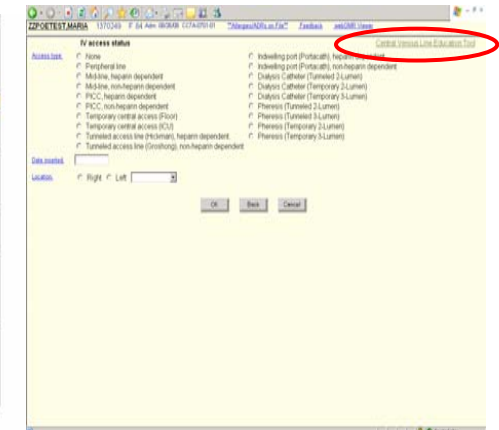 ZZPOETEST,MARIA 1370249 F 84 Adm "Allergies/ADRs on File" Feedback webOMR Viewer
IV access status Central Venous Line Education Tool
Access type
None
Peripheral line
Mid-line, heparin dependent
Mid-line, non-heparin dependent
PICC, heparin dependent
PICC, non-heparin dependent
Temporary central access (Floor)
Temporary central access (ICU)
Tunneled access line (Hickman), heparin dependent
Tunneled access line (Groshong), non-heparin dependent
Indwelling port (Portacath), heparin dependent
Indwelling port (Portacath), non-heparin dependent
Dialysis Catheter (Tunneled 2-Lumen)
Dialysis Catheter (Temporary 2-Lumen)
Dialysis Catheter (Temporary 3-Lumen)
Pheresis (Tunneled 2-Lumen)
Pheresis (Tunneled 3-Lumen)
Pheresis (Temporary 2-Lumen)
Pheresis (Temporary 3-Lumen)
Date inserted
Location Right Left
OK Back Cancel